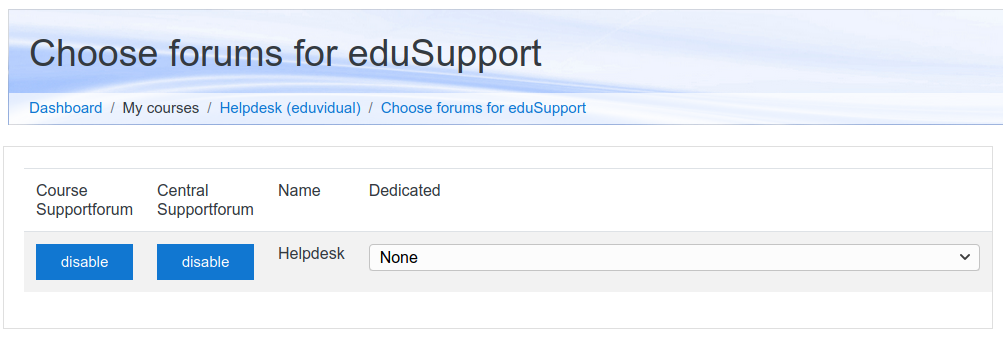 Choose forums for eduSupport
Dashboard / My courses / Helpdesk (eduvidual) / Choose forums for eduSupport
Course Supportforum
Central Supportforum
Name
Dedicated
disable
disable
Helpdesk
None